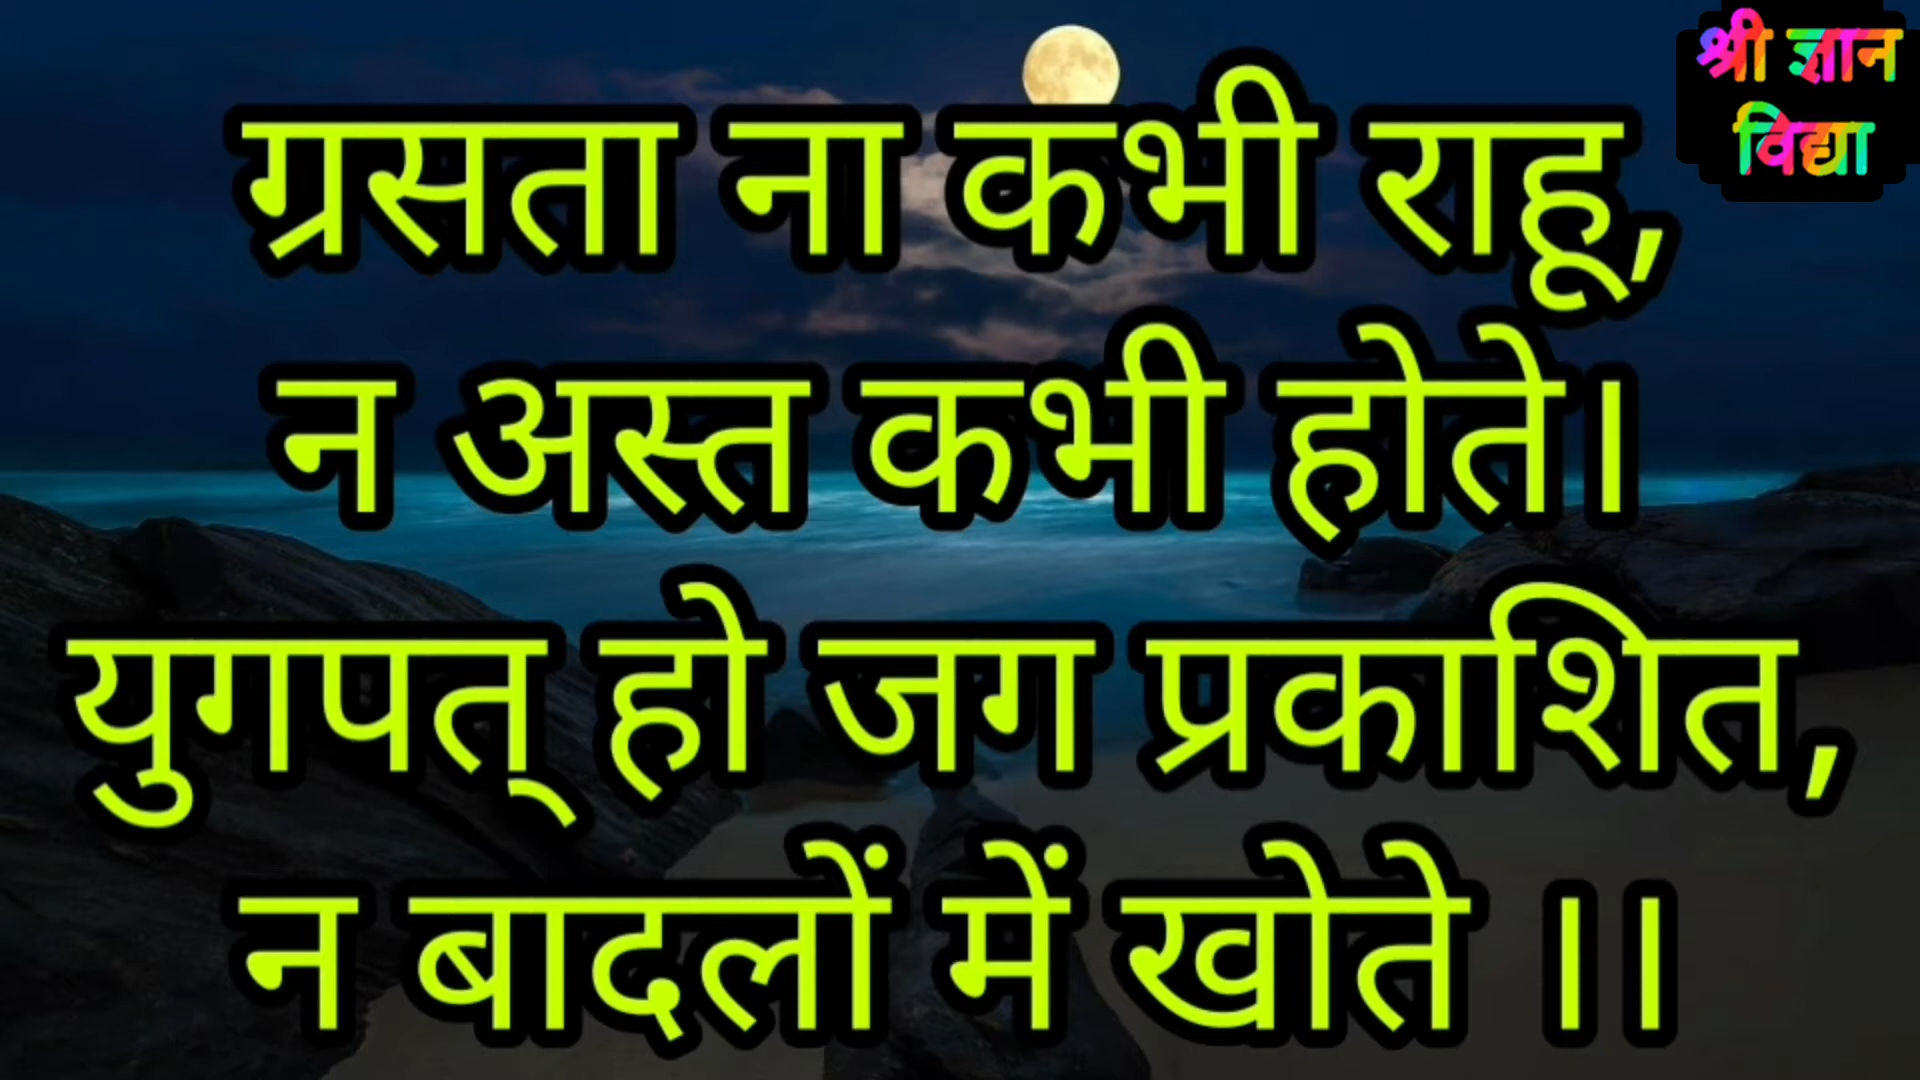 श्री ज्ञान
विद्या
ग्रसता ना कभी राहू,
न अस्त कभी होते।
युगपत् हो जग प्रकाशित,
न बादलों में खोते ।।